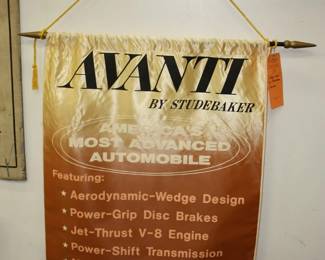 AVANTI
BY STUDEBAKER
AMERICA'S
MOST ADVANCED
AUTOMOBILE
Featuring:
★ Aerodynamic-Wedge Design
★ Power-Grip Disc Brakes
★ Jet-Thrust V-8 Engine
★ Power-Shift Transmission